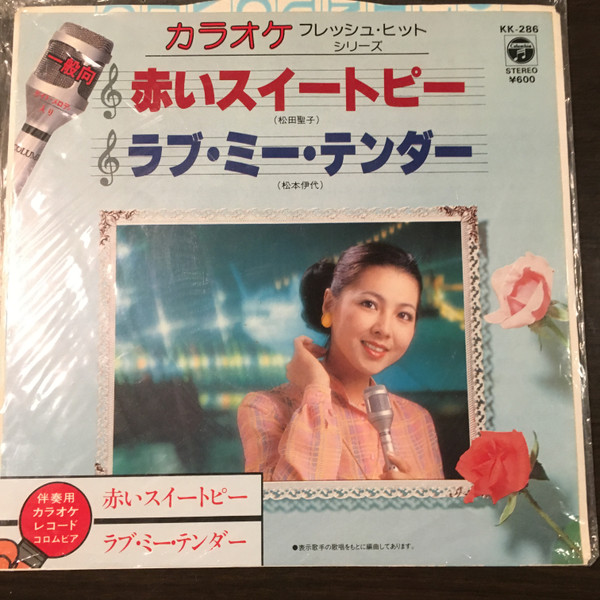 カラオケ フレッシュ・ヒット
シリーズ
KK-286
Columbia
STEREO
¥600
一般向
赤いスイートピー
(松田聖子)
ラブ・ミー・テンダー
(松本伊代)
伴奏用
カラオケ
レコード
コロムビア
赤いスイートピー
ラブ・ミー・テンダー
●表示歌手の歌唱をもとに編曲してあります。